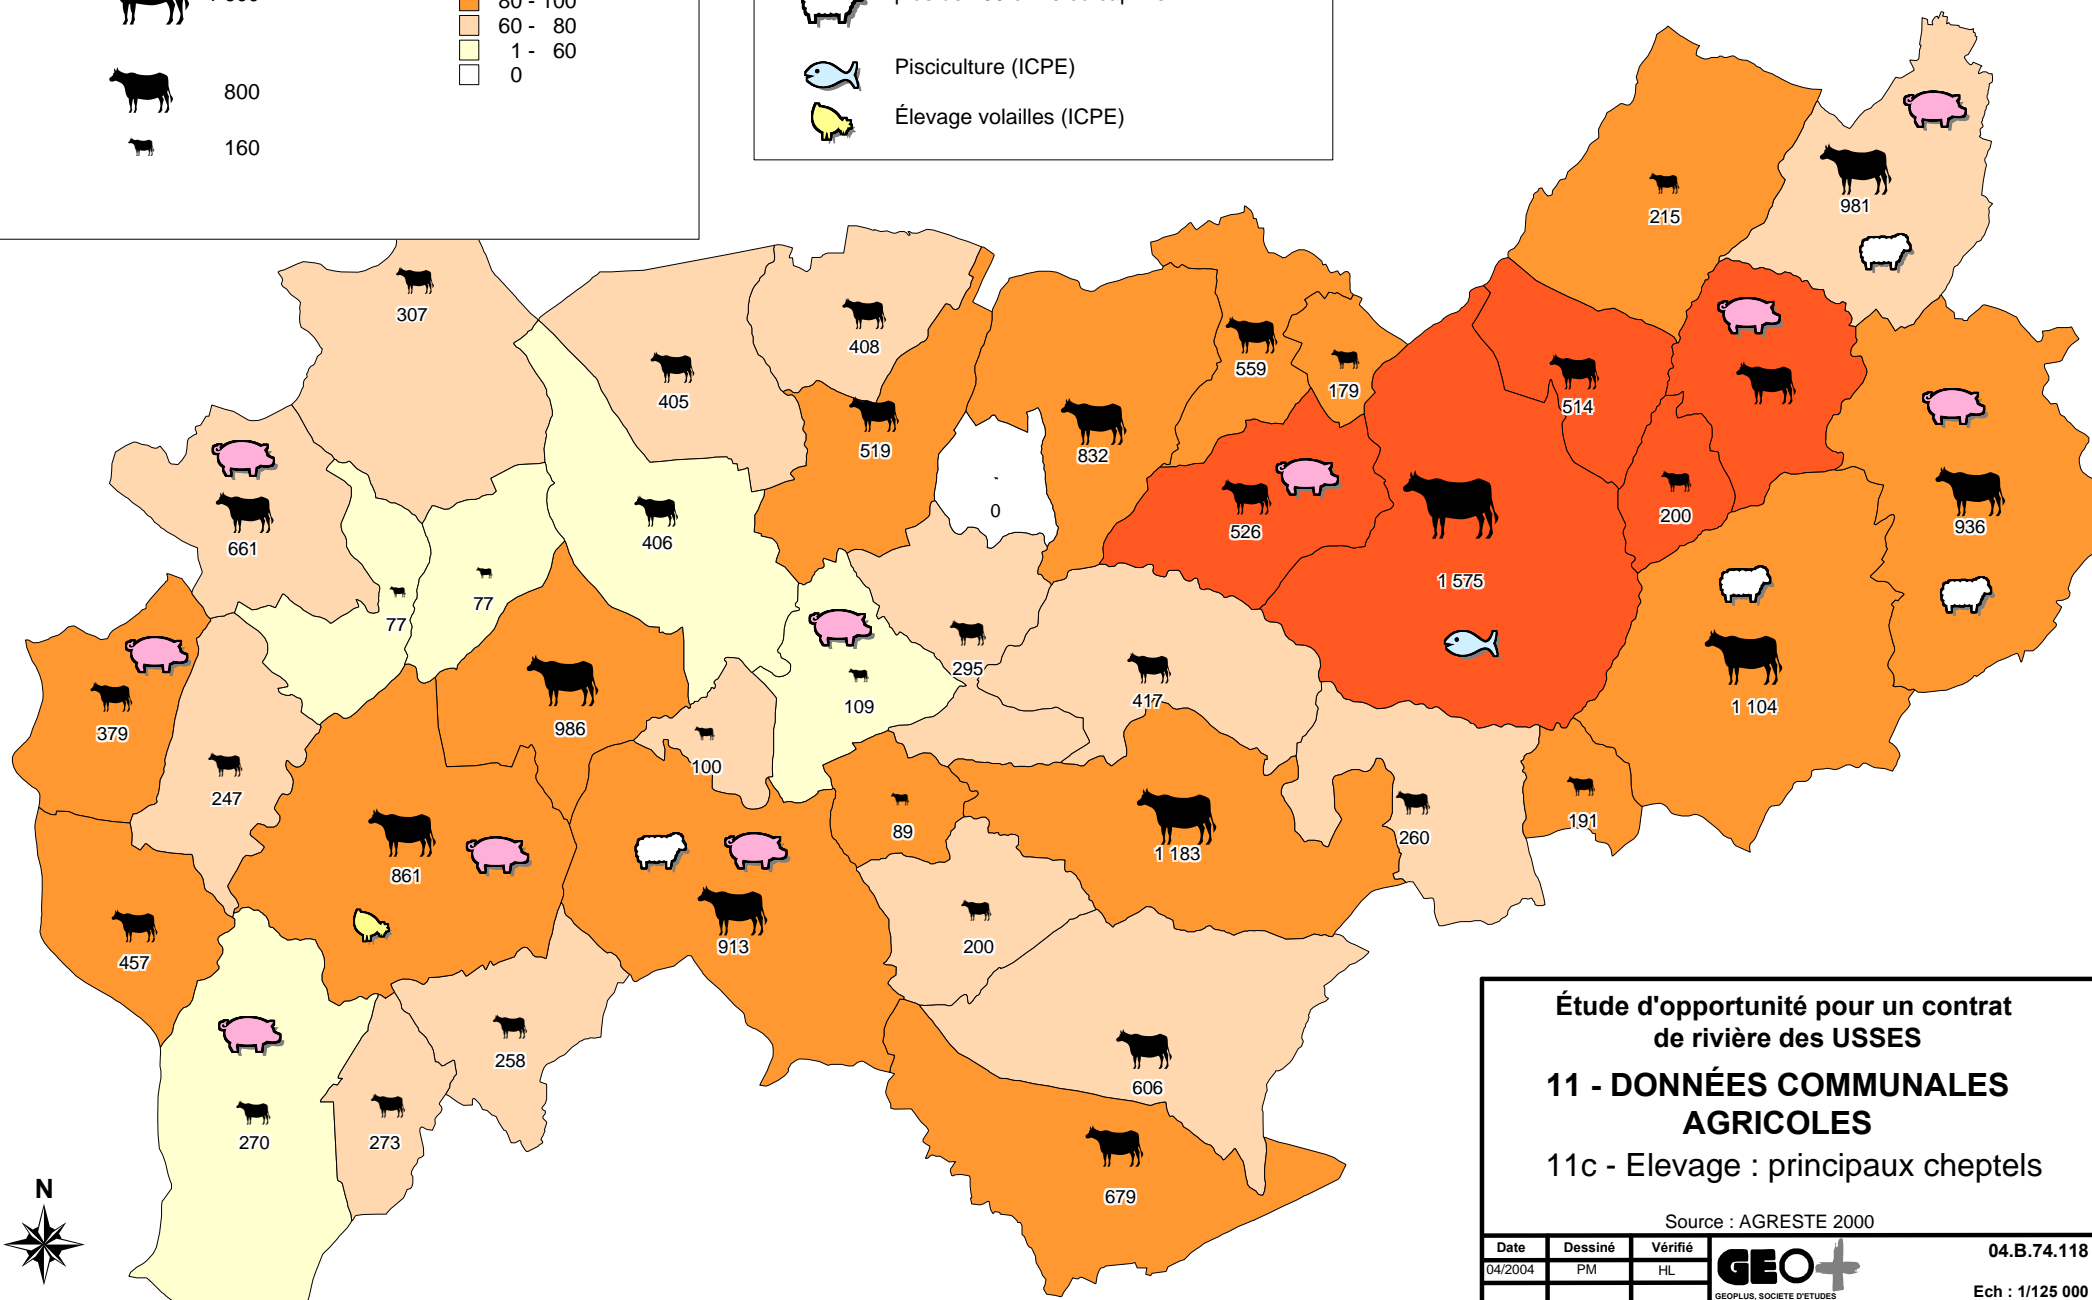 80 - 100
60 - 80
1 - 60
0
800
160
Pisciculture (ICPE)
Élevage volailles (ICPE)
215
981
307
408
405
559
179
514
519
832
526
200
936
661
406
0
1 575
77
77
295
417
1 104
379
986
109
100
247
89
1 183
260
191
861
913
200
457
258
606
270
273
679
N
Étude d'opportunité pour un contrat
de rivière des USSES
11 - DONNÉES COMMUNALES
AGRICOLES
11c - Elevage : principaux cheptels
Source : AGRESTE 2000
Date Dessiné Vérifié
04/2004 PM HL
GEO+
GEOPLUS, SOCIETE D'ETUDES
04.B.74.118
Ech : 1/125 000